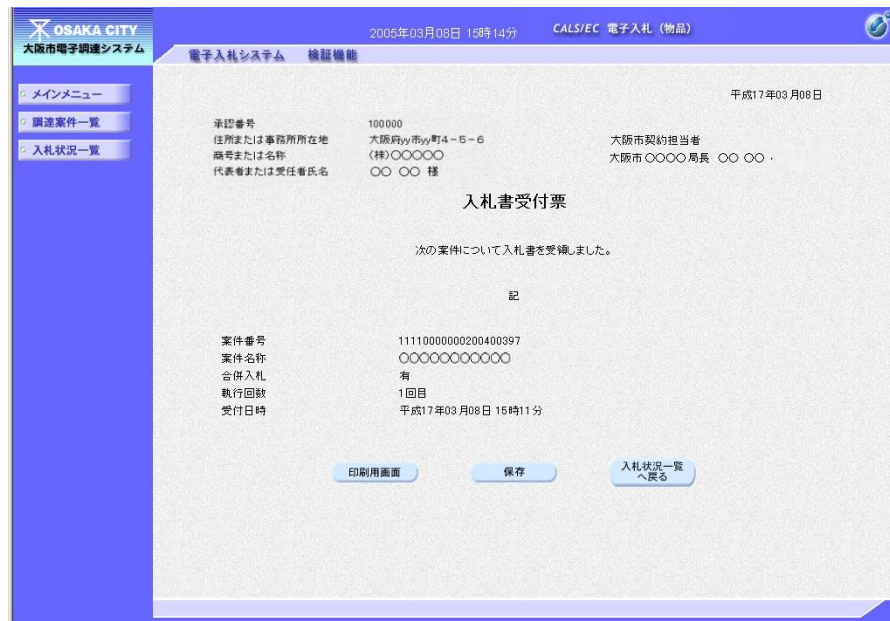 OSAKA CITY
大阪市電子調達システム
2005年03月08日 15時14分
CALS/EC 電子入札(物品)
電子入札システム 検証機能
メインメニュー
調達案件一覧
入札状況一覧
平成17年03月08日
承認番号 100000
住所または事務所所在地 大阪府yy市yy町4-5-6
商号または名称 (株)○○○○○
代表者または受任者氏名 ○○ ○○ 様
大阪市契約担当者
大阪市○○○○局長 ○○ ○○
入札書受付票
次の案件について入札書を受領しました。
記
案件番号 11110000000200400397
案件名称 ○○○○○○○○○○○
合併入札 有
執行回数 1回目
受付日時 平成17年03月08日 15時11分
印刷用画面
保存
入札状況一覧
へ戻る